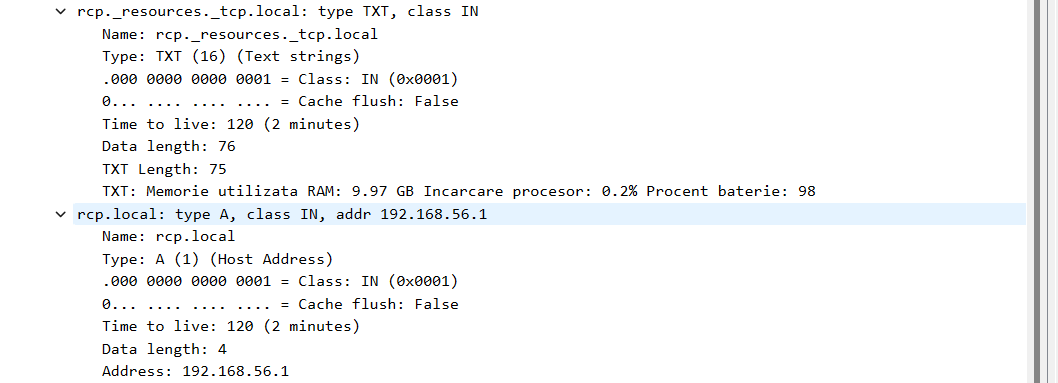 rcp._resources._tcp.local: type TXT, class IN
Name: rcp._resources._tcp.local
Type: TXT (16) (Text strings)
.000 0000 0000 0001 = Class: IN (0x0001)
0... .... .... .... = Cache flush: False
Time to live: 120 (2 minutes)
Data length: 76
TXT Length: 75
TXT: Memorie utilizata RAM: 9.97 GB Incarcare procesor: 0.2% Procent baterie: 98
rcp.local: type A, class IN, addr 192.168.56.1
Name: rcp.local
Type: A (1) (Host Address)
.000 0000 0000 0001 = Class: IN (0x0001)
0... .... .... .... = Cache flush: False
Time to live: 120 (2 minutes)
Data length: 4
Address: 192.168.56.1